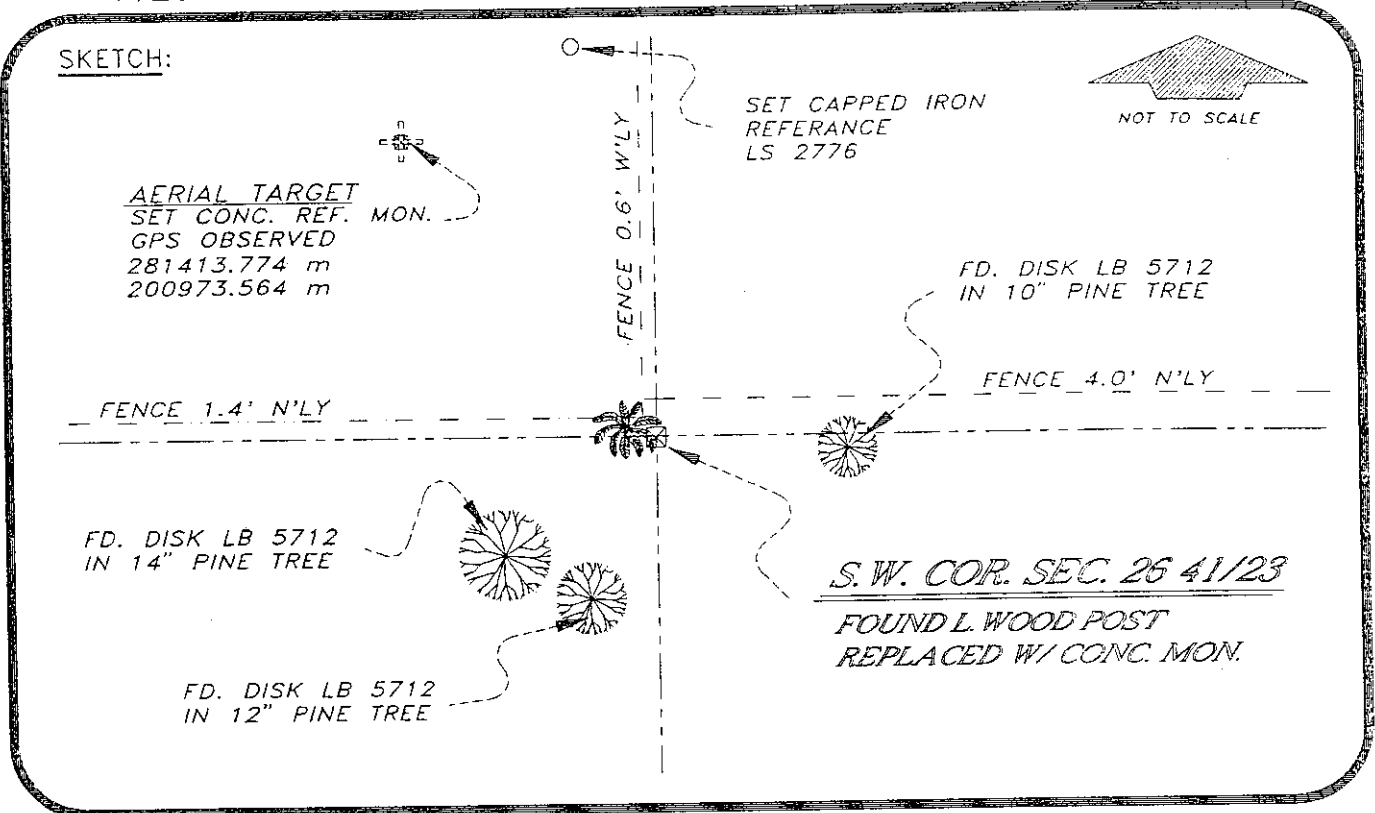 SKETCH:
NOT TO SCALE
SET CAPPED IRON
REFERANCE
LS 2776
FENCE 0.6' W'LY
AERIAL TARGET
SET CONC. REF. MON.
GPS OBSERVED
281413.774 m
200973.564 m
FD. DISK LB 5712
IN 10" PINE TREE
FENCE 4.0' N'LY
FENCE 1.4' N'LY
FD. DISK LB 5712
IN 14" PINE TREE
S.W. COR. SEC. 26 41/23
FOUND L. WOOD POST
REPLACED W/ CONC. MON.
FD. DISK LB 5712
IN 12" PINE TREE